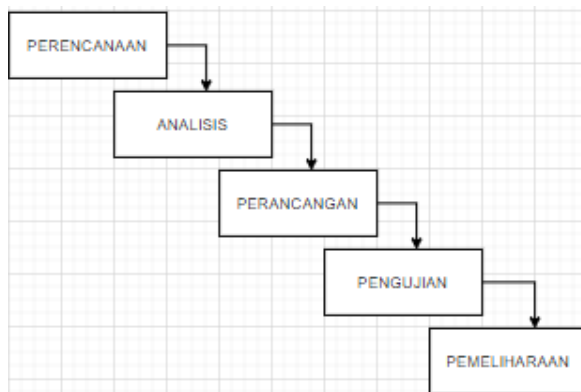 PERENCANAAN
ANALISIS
PERANCANGAN
PENGUJIAN
PEMELIHARAAN